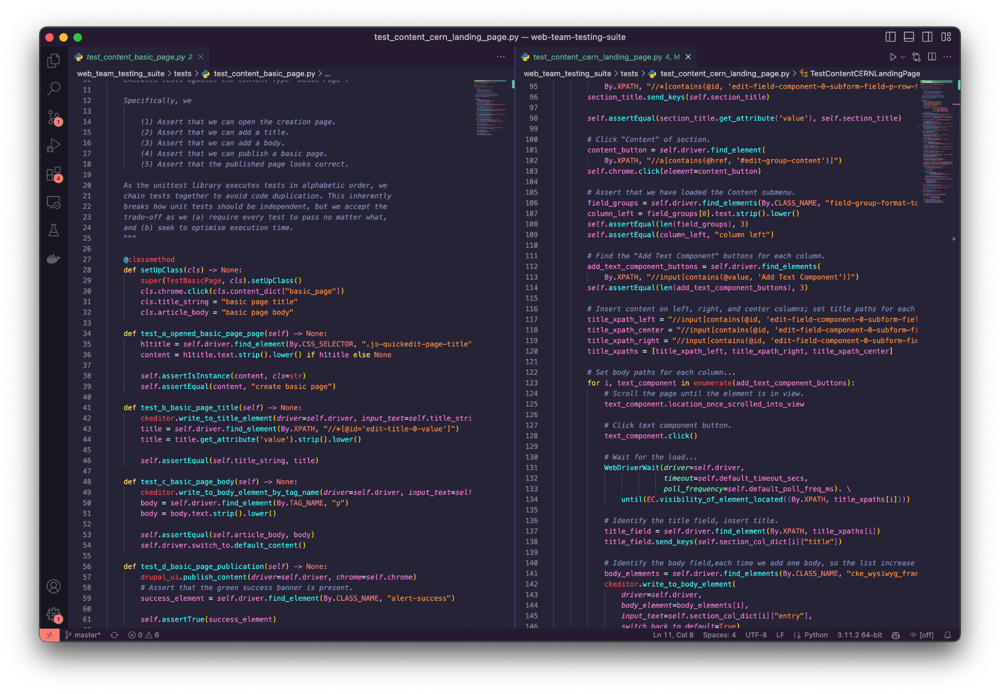 test_content_cern_landing_page.py — web-team-testing-suite
test_content_basic_page.py 2
web_team_testing_suite > tests > test_content_basic_page.py > ...
10 Executes tests against the content type "Basic Page".
11
12 Specifically, we
13
14 (1) Assert that we can open the creation page.
15 (2) Assert that we can add a title.
16 (3) Assert that we can add a body.
17 (4) Assert that we can publish a basic page.
18 (5) Assert that the published page looks correct.
19
20 As the unittest library executes tests in alphabetic order, we
21 chain tests together to avoid code duplication. This inherently
22 breaks how unit tests should be independent, but we accept the
23 trade-off as we (a) require every test to pass no matter what,
24 and (b) seek to optimise execution time.
25 """
26
27 @classmethod
28 def setUpClass(cls) -> None:
29 super(TestBasicPage, cls).setUpClass()
30 cls.chrome.click(cls.content_dict["basic_page"])
31 cls.title_string = "basic page title"
32 cls.article_body = "basic page body"
33
34 def test_a_opened_basic_page_page(self) -> None:
35 h1title = self.driver.find_element(By.CSS_SELECTOR, ".js-quickedit-page-title"
36 content = h1title.text.strip().lower() if h1title else None
37
38 self.assertIsInstance(content, cls=str)
39 self.assertEqual(content, "create basic page")
40
41 def test_b_basic_page_title(self) -> None:
42 ckeditor.write_to_title_element(driver=self.driver, input_text=self.title_stri
43 title = self.driver.find_element(By.XPATH, "//*[@id='edit-title-0-value']")
44 title = title.get_attribute('value').strip().lower()
45
46 self.assertEqual(self.title_string, title)
47
48 def test_c_basic_page_body(self) -> None:
49 ckeditor.write_to_body_element_by_tag_name(driver=self.driver, input_text=self
50 body = self.driver.find_element(By.TAG_NAME, "p")
51 body = body.text.strip().lower()
52
53 self.assertEqual(self.article_body, body)
54 self.driver.switch_to.default_content()
55
56 def test_d_basic_page_publication(self) -> None:
57 drupal_ui.publish_content(driver=self.driver, chrome=self.chrome)
58 # Assert that the green success banner is present.
59 success_element = self.driver.find_element(By.CLASS_NAME, "alert-success")
60
61 self.assertTrue(success_element)
test_content_cern_landing_page.py 4, M
web_team_testing_suite > tests > test_content_cern_landing_page.py > TestContentCERNLandingPage
95 By.XPATH, "//*[contains(@id, 'edit-field-component-0-subform-field-p-row-t
96 section_title.send_keys(self.section_title)
97
98 self.assertEqual(section_title.get_attribute('value'), self.section_title)
99
100 # Click "Content" of section.
101 content_button = self.driver.find_element(
102 By.XPATH, "//a[contains(@href, '#edit-group-content')]")
103 self.chrome.click(element=content_button)
104
105 # Assert that we have loaded the Content submenu.
106 field_groups = self.driver.find_elements(By.CLASS_NAME, "field-group-format-to
107 column_left = field_groups[0].text.strip().lower()
108 self.assertEqual(len(field_groups), 3)
109 self.assertEqual(column_left, "column left")
110
111 # Find the "Add Text Component" buttons for each column.
112 add_text_component_buttons = self.driver.find_elements(
113 By.XPATH, "//input[contains(@value, 'Add Text Component')]")
114 self.assertEqual(len(add_text_component_buttons), 3)
115
116 # Insert content on left, right, and center columns; set title paths for each
117 title_xpath_left = "//input[contains(@id, 'edit-field-component-0-subform-fiel
118 title_xpath_center = "//input[contains(@id, 'edit-field-component-0-subform-fi
119 title_xpath_right = "//input[contains(@id, 'edit-field-component-0-subform-fie
120 title_xpaths = [title_xpath_left, title_xpath_right, title_xpath_center]
121
122 # Set body paths for each column...
123 for i, text_component in enumerate(add_text_component_buttons):
124 # Scroll the page until the element is in view.
125 text_component.location_once_scrolled_into_view
126
127 # Click text component button.
128 text_component.click()
129
130 # Wait for the load...
131 WebDriverWait(driver=self.driver,
132 timeout=self.default_timeout_secs,
133 poll_frequency=self.default_poll_freq_ms). \
134 until(EC.visibility_of_element_located((By.XPATH, title_xpaths[i])))
135
136 # Identify the title field, insert title.
137 title_field = self.driver.find_element(By.XPATH, title_xpaths[i])
138 title_field.send_keys(self.section_col_dict[i]["title"])
139
140 # Identify the body field,each time we add one body, so the list increase
141 body_elements = self.driver.find_elements(By.CLASS_NAME, "cke_wysiwyg_fram
142 ckeditor.write_to_body_element(
143 driver=self.driver,
144 body_element=body_elements[i],
145 input_text=self.section_col_dict[i]["entry"],
146 switch_back_to_default=True)
1
4
1
master* 0 6
Ln 11, Col 8 Spaces: 4 UTF-8 LF Python 3.11.2 64-bit [off]